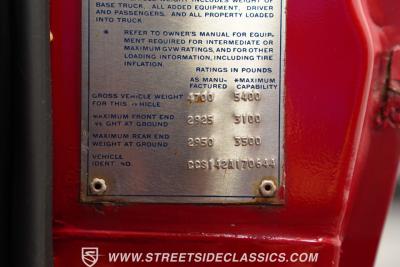 BASE TRUCK, ALL ADDED EQUIPMENT, DRIVER
AND PASSENGERS, AND ALL PROPERTY LOADED
INTO TRUCK
* REFER TO OWNER'S MANUAL FOR EQUIP-
MENT REQUIRED FOR INTERMEDIATE OR
MAXIMUM GVW RATINGS, AND FOR OTHER
LOADING INFORMATION, INCLUDING TIRE
INFLATION.
RATINGS IN POUNDS
AS MANU- *MAXIMUM
FACTURED CAPABILITY
GROSS VEHICLE WEIGHT
FOR THIS VEHICLE 4700 5400
MAXIMUM FRONT END
WEIGHT AT GROUND 2925 3100
MAXIMUM REAR END
WEIGHT AT GROUND 2950 3500
VEHICLE
IDENT. NO. CCS142A170644
WWW.STREETSIDECLASSICS.COM